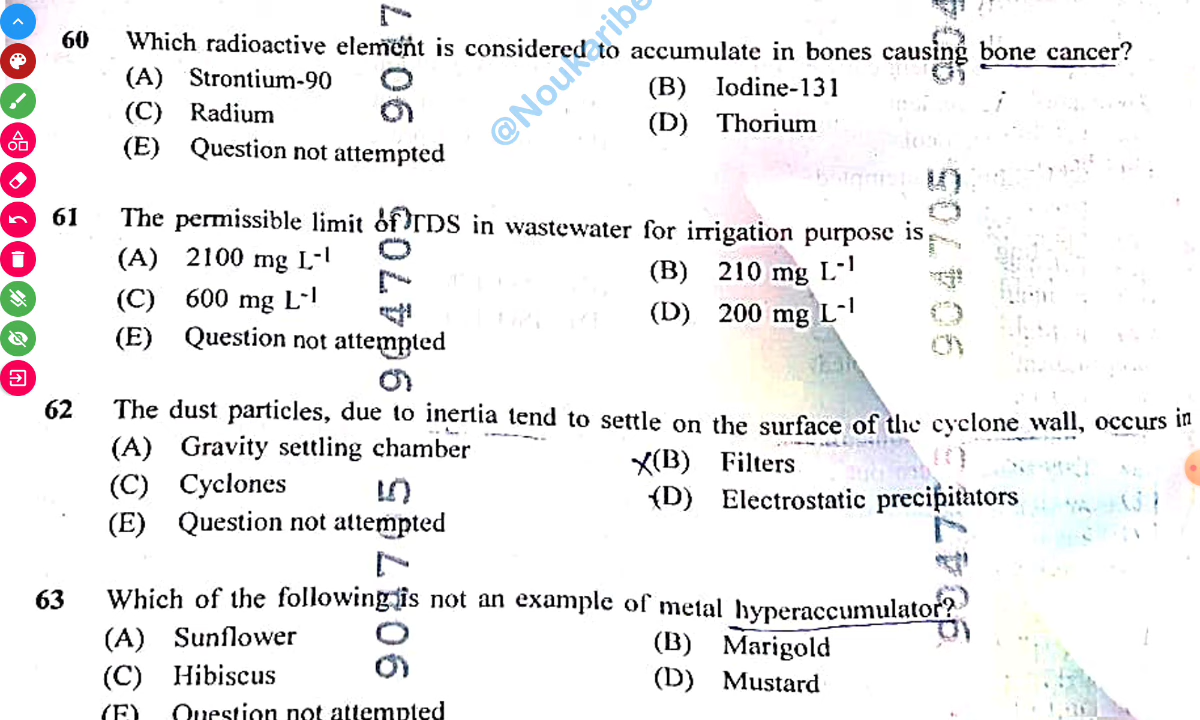 @Noukaribe
60 Which radioactive element is considered to accumulate in bones causing bone cancer?
(A) Strontium-90 (B) Iodine-131
(C) Radium (D) Thorium
(E) Question not attempted
61 The permissible limit of TDS in wastewater for irrigation purpose is
(A) 2100 mg L-1 (B) 210 mg L-1
(C) 600 mg L-1 (D) 200 mg L-1
(E) Question not attempted
62 The dust particles, due to inertia tend to settle on the surface of the cyclone wall, occurs in
(A) Gravity settling chamber (B) Filters
(C) Cyclones (D) Electrostatic precipitators
(E) Question not attempted
63 Which of the following is not an example of metal hyperaccumulator?
(A) Sunflower (B) Marigold
(C) Hibiscus (D) Mustard
(E) Question not attempted
904705
904705